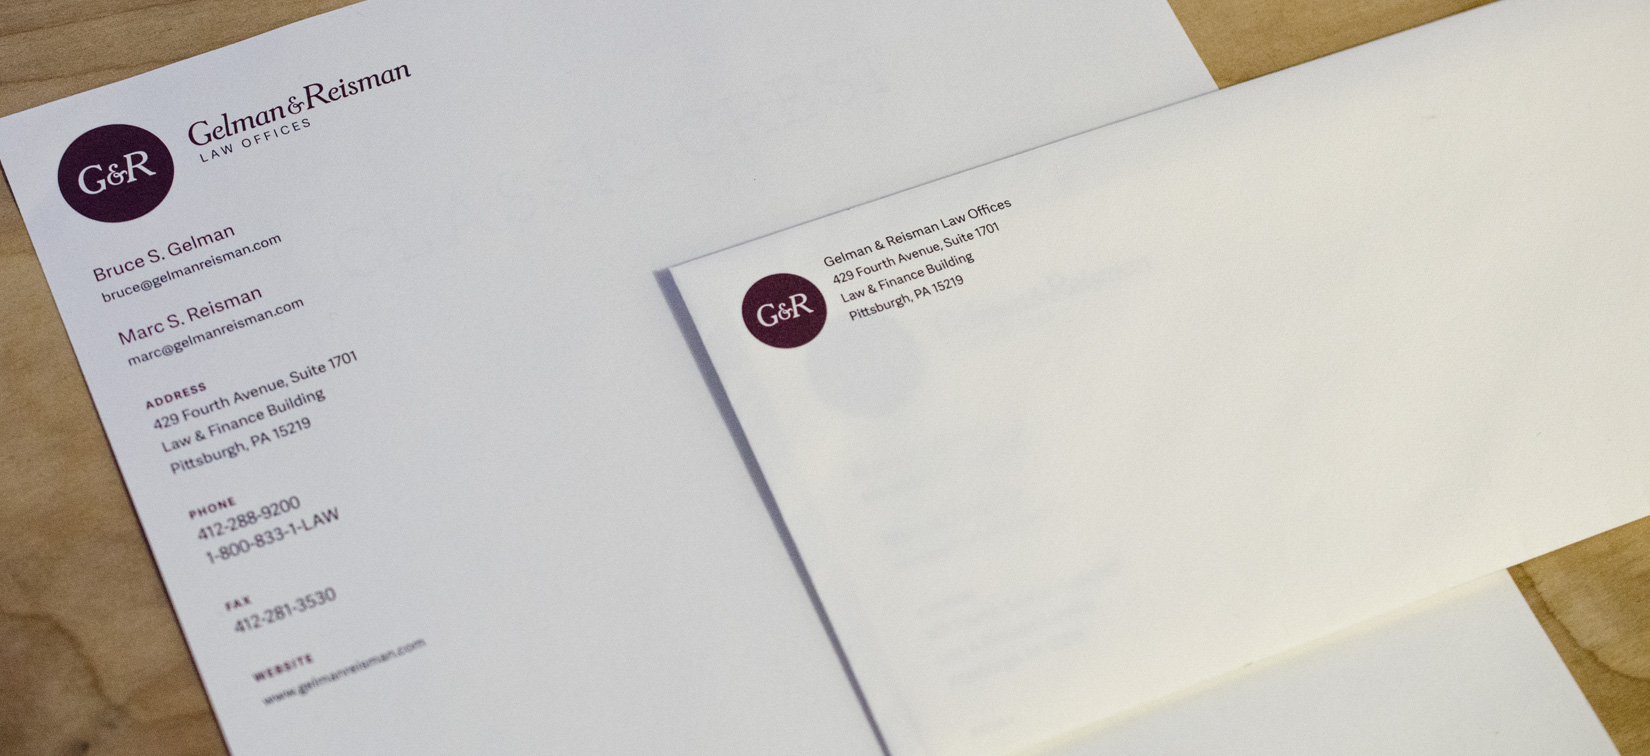 G&R
Gelman&Reisman
LAW OFFICES
Bruce S. Gelman
bruce@gelmanreisman.com
Marc S. Reisman
marc@gelmanreisman.com
ADDRESS
429 Fourth Avenue, Suite 1701
Law & Finance Building
Pittsburgh, PA 15219
PHONE
412-288-9200
1-800-833-1-LAW
FAX
412-281-3530
WEBSITE
www.gelmanreisman.com
G&R
Gelman & Reisman Law Offices
429 Fourth Avenue, Suite 1701
Law & Finance Building
Pittsburgh, PA 15219